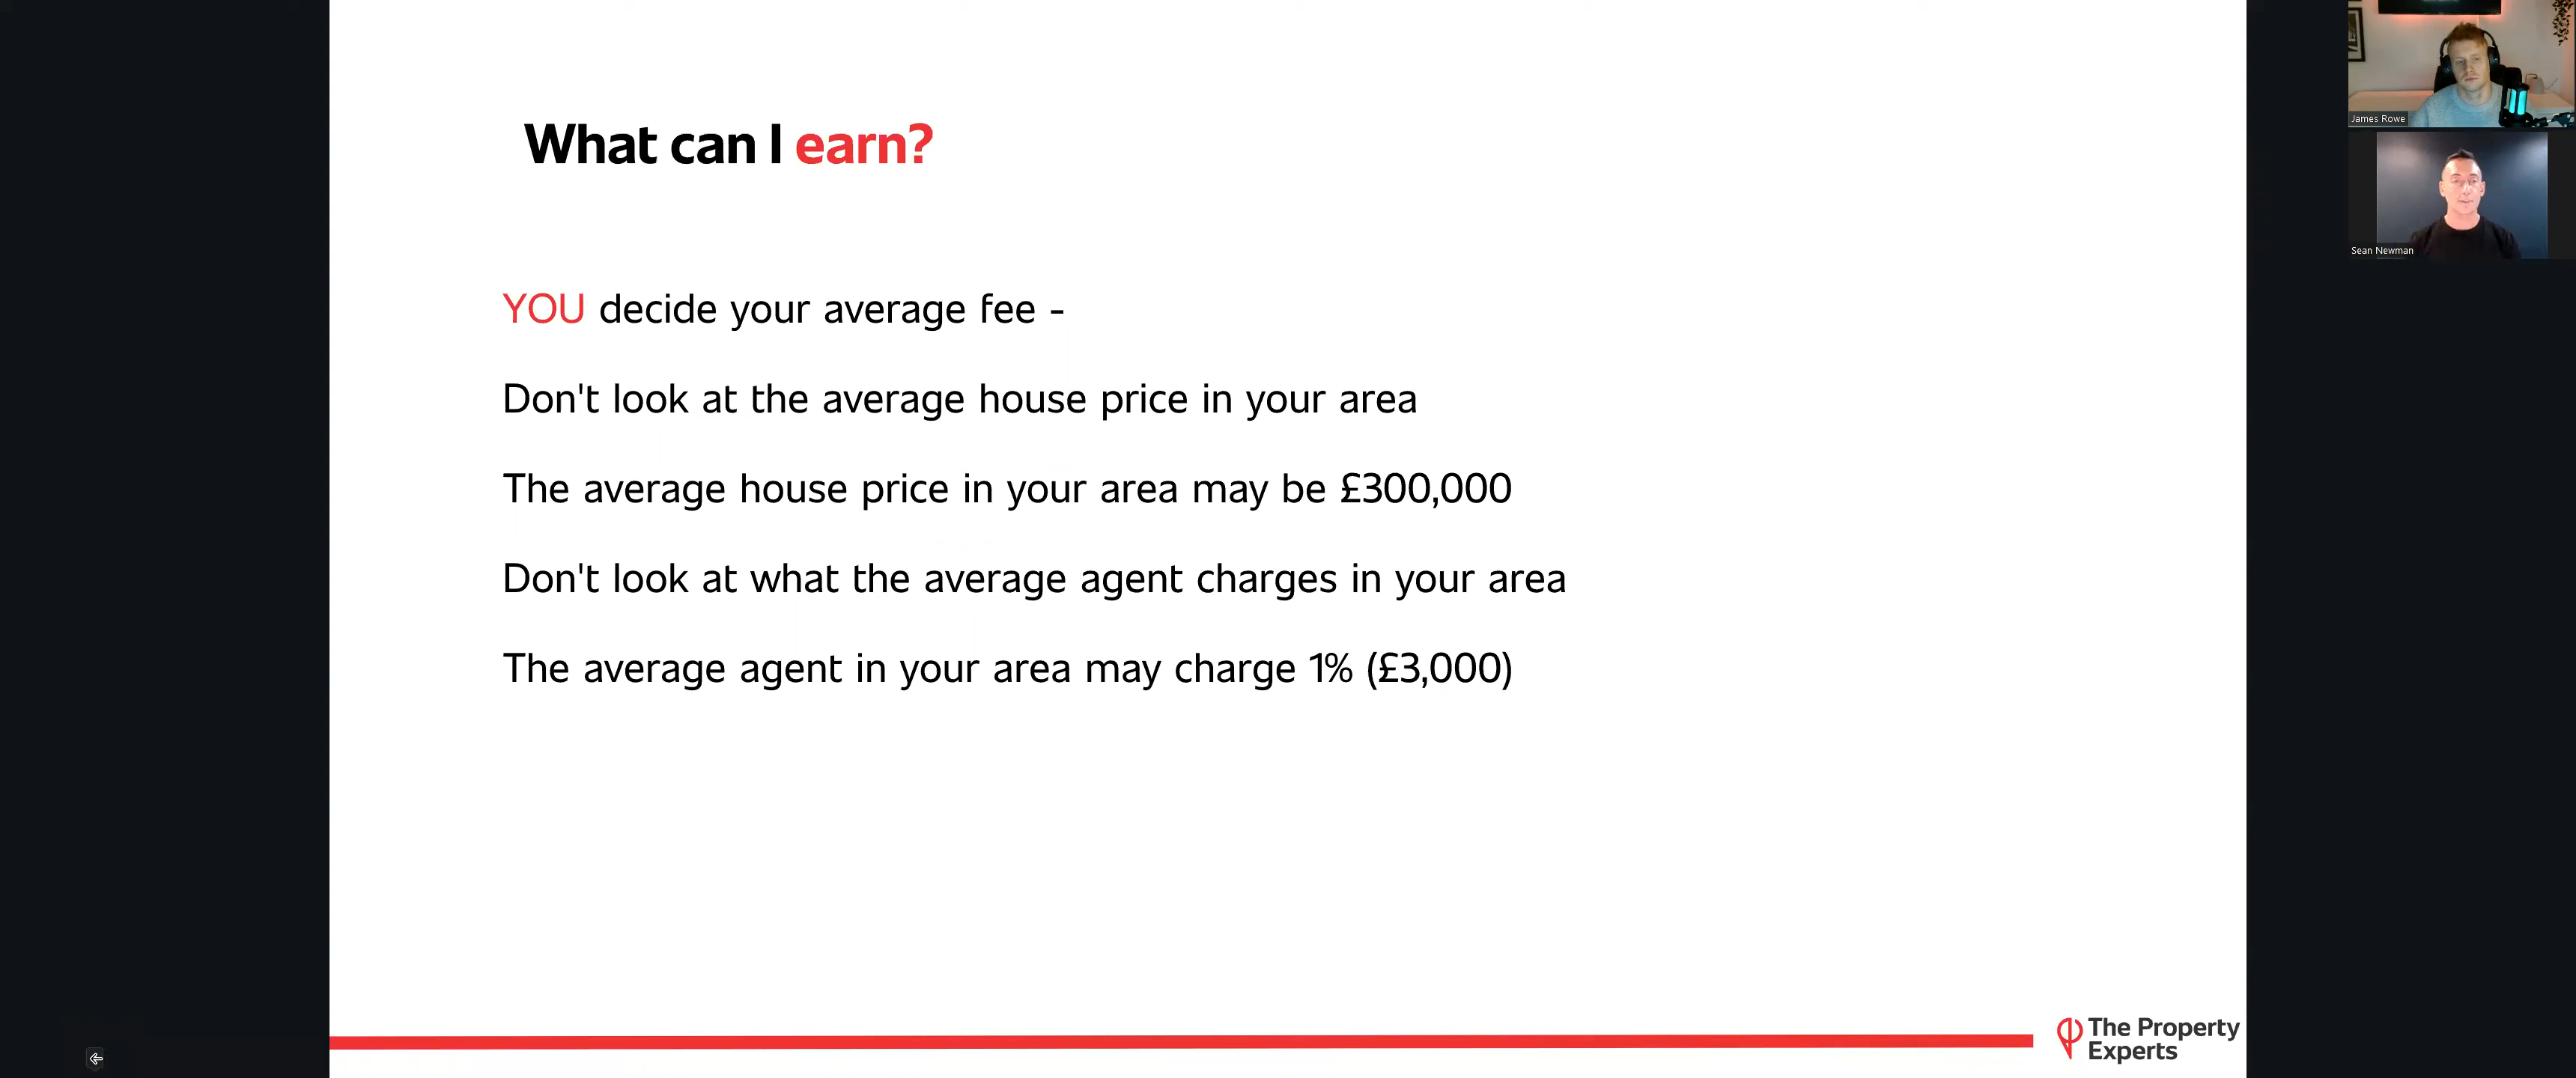 What can I earn?
YOU decide your average fee -
Don't look at the average house price in your area
The average house price in your area may be £300,000
Don't look at what the average agent charges in your area
The average agent in your area may charge 1% (£3,000)
The Property
Experts
James Rowe
Sean Newman